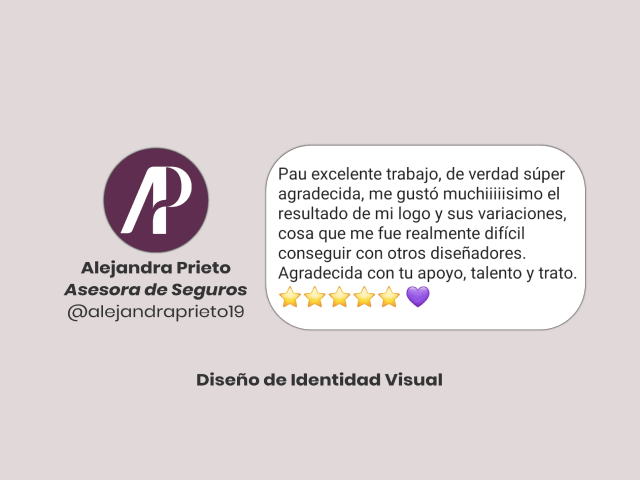 AP
Alejandra Prieto
Asesora de Seguros
@alejandraprieto19
Pau excelente trabajo, de verdad súper
agradecida, me gustó muchiiiiisimo el
resultado de mi logo y sus variaciones,
cosa que me fue realmente difícil
conseguir con otros diseñadores.
Agradecida con tu apoyo, talento y trato.
⭐⭐⭐⭐⭐ 💜
Diseño de Identidad Visual